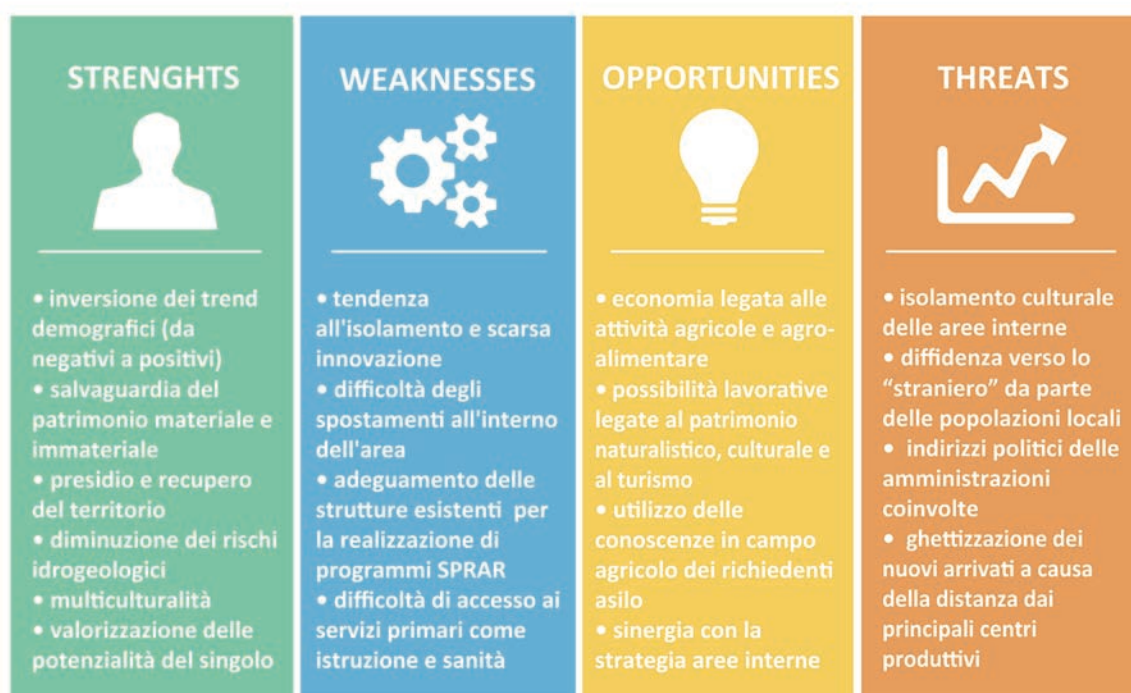 STRENGHTS
• inversione dei trend
demografici (da
negativi a positivi)
• salvaguardia del
patrimonio materiale e
immateriale
• presidio e recupero
del territorio
• diminuzione dei rischi
idrogeologici
• multiculturalità
• valorizzazione delle
potenzialità del singolo
WEAKNESSES
• tendenza
all'isolamento e scarsa
innovazione
• difficoltà degli
spostamenti all'interno
dell'area
• adeguamento delle
strutture esistenti per
la realizzazione di
programmi SPRAR
• difficoltà di accesso ai
servizi primari come
istruzione e sanità
OPPORTUNITIES
• economia legata alle
attività agricole e agro-
alimentare
• possibilità lavorative
legate al patrimonio
naturalistico, culturale e
al turismo
• utilizzo delle
conoscenze in campo
agricolo dei richiedenti
asilo
• sinergia con la
strategia aree interne
THREATS
• isolamento culturale
delle aree interne
• diffidenza verso lo
“straniero” da parte
delle popolazioni locali
• indirizzi politici delle
amministrazioni
coinvolte
• ghettizzazione dei
nuovi arrivati a causa
della distanza dai
principali centri
produttivi